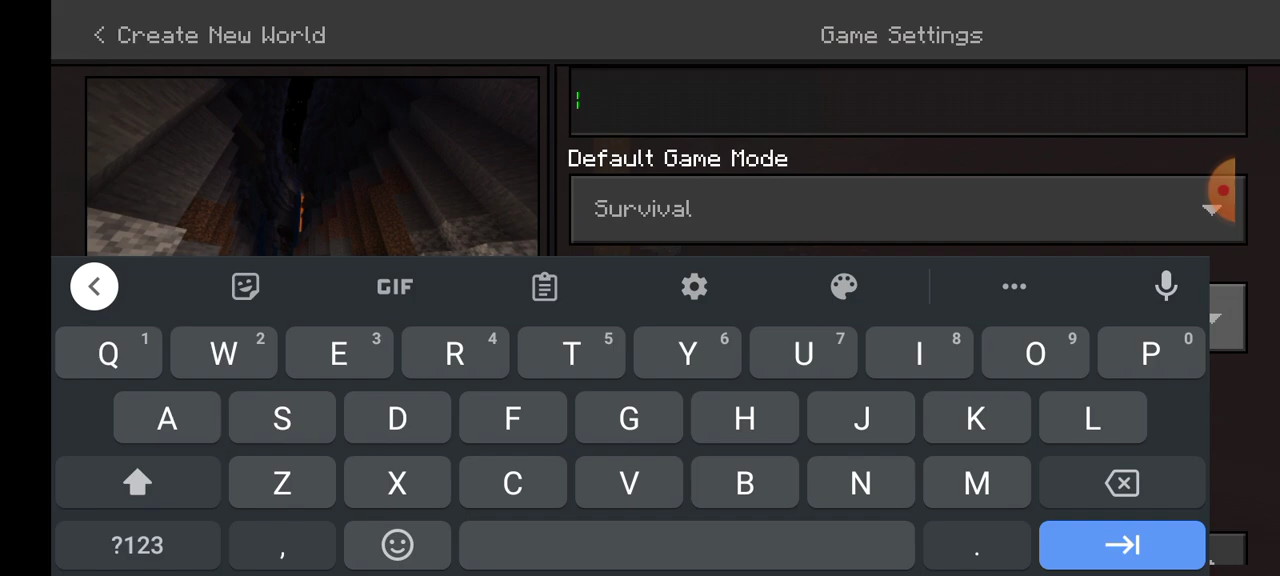 < Create New World
Game Settings
Default Game Mode
Survival
GIF
Q 1 W 2 E 3 R 4 T 5 Y 6 U 7 I 8 O 9 P 0
A S D F G H J K L
Z X C V B N M
?123 , .